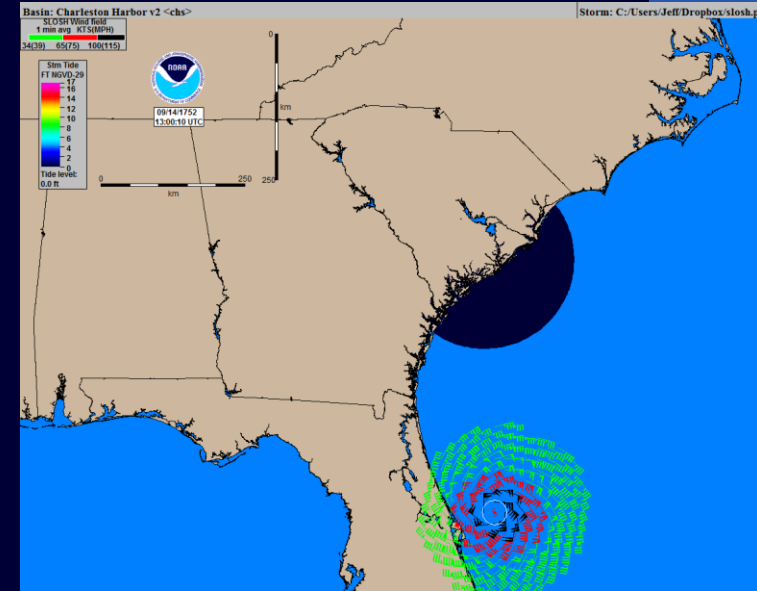 Basin: Charleston Harbor v2 <chs>
Storm: C:/Users/Jeff/Dropbox/slosh.p
SLOSH Wind field
1 min avg KTS(MPH)
34(39) 65(75) 100(115)
Stm Tide
FT NGVD-29
17
16
14
12
10
8
6
4
2
0
Tide level:
0.0 ft
NOAA
09/14/1752
13:00:10 UTC
0
km
250
0
250
km